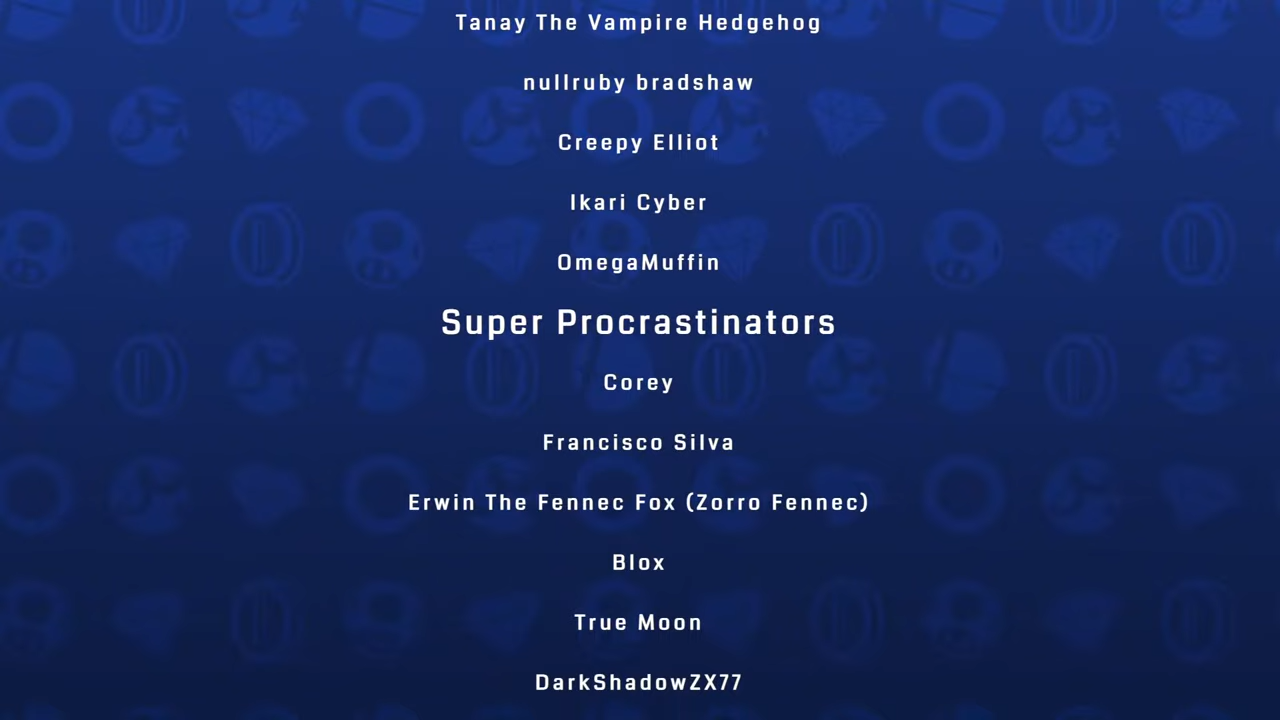 Tanay The Vampire Hedgehog
nullruby bradshaw
Creepy Elliot
Ikari Cyber
OmegaMuffin
Super Procrastinators
Corey
Francisco Silva
Erwin The Fennec Fox (Zorro Fennec)
Blox
True Moon
DarkShadowZX77